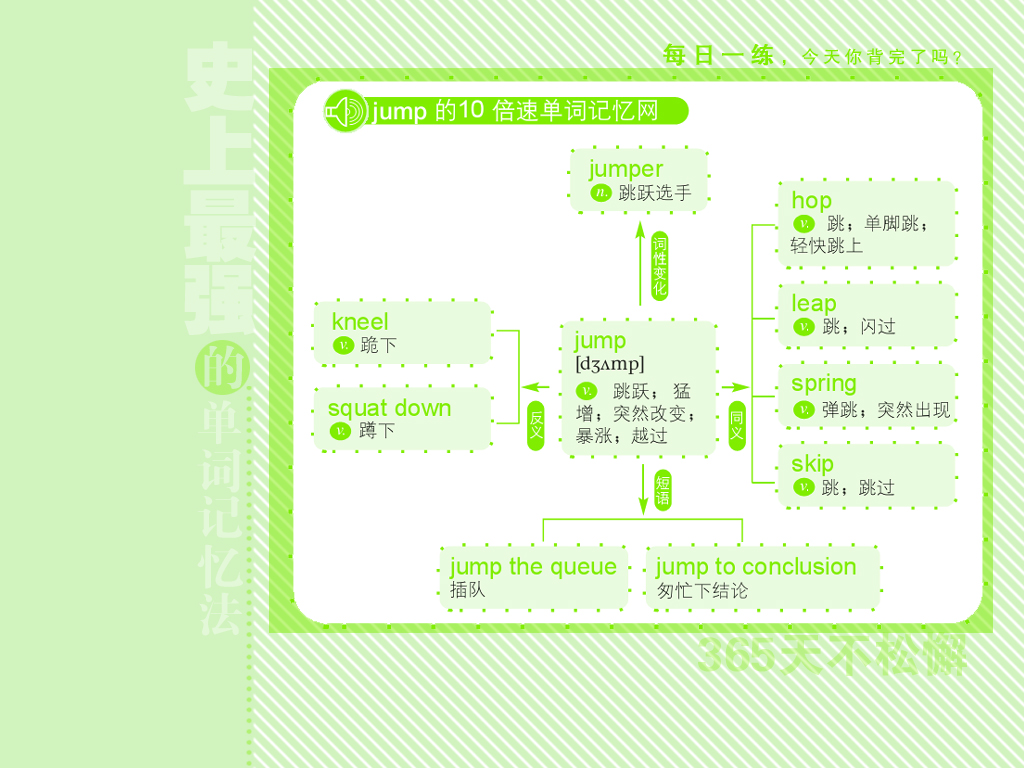 每日一练，今天你背完了吗?
史上最强的单词记忆法
jump 的10 倍速单词记忆网
jumper
n. 跳跃选手
词性变化
hop
v. 跳；单脚跳；
轻快跳上
leap
v. 跳；闪过
spring
v. 弹跳；突然出现
skip
v. 跳；跳过
kneel
v. 跪下
squat down
v. 蹲下
反义
jump
[dʒʌmp]
v. 跳跃；猛
增；突然改变；
暴涨；越过
同义
短语
jump the queue
插队
jump to conclusion
匆忙下结论
365天不松懈